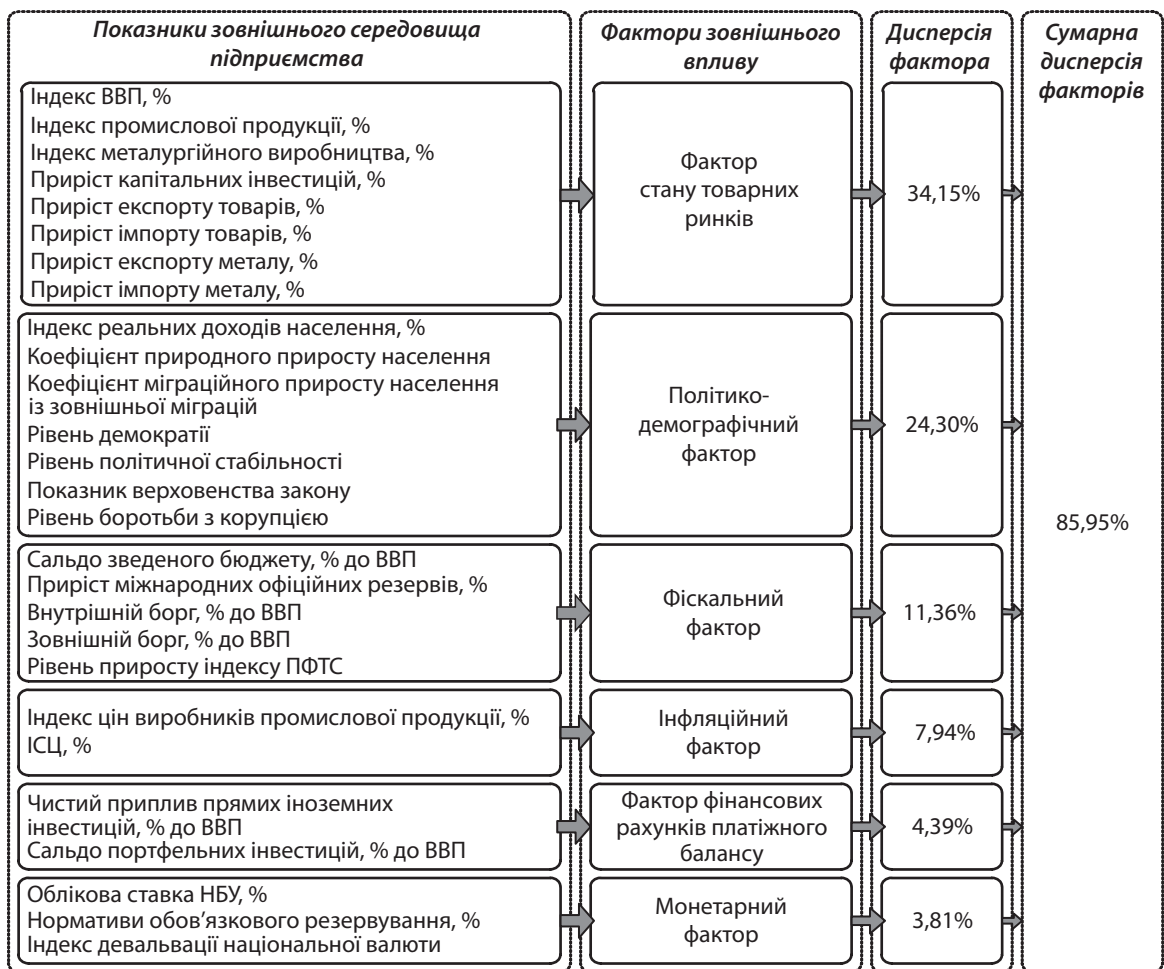 Показники зовнішнього середовища
підприємства
Фактори зовнішнього
впливу
Дисперсія
фактора
Сумарна
дисперсія
факторів
Індекс ВВП, %
Індекс промислової продукції, %
Індекс металургійного виробництва, %
Приріст капітальних інвестицій, %
Приріст експорту товарів, %
Приріст імпорту товарів, %
Приріст експорту металу, %
Приріст імпорту металу, %
Фактор
стану товарних
ринків
34,15%
Індекс реальних доходів населення, %
Коефіцієнт природного приросту населення
Коефіцієнт міграційного приросту населення
із зовнішньої міграцій
Рівень демократії
Рівень політичної стабільності
Показник верховенства закону
Рівень боротьби з корупцією
Політико-
демографічний
фактор
24,30%
85,95%
Сальдо зведеного бюджету, % до ВВП
Приріст міжнародних офіційних резервів, %
Внутрішній борг, % до ВВП
Зовнішній борг, % до ВВП
Рівень приросту індексу ПФТС
Фіскальний
фактор
11,36%
Індекс цін виробників промислової продукції, %
ІСЦ, %
Інфляційний
фактор
7,94%
Чистий приплив прямих іноземних
інвестицій, % до ВВП
Сальдо портфельних інвестицій, % до ВВП
Фактор фінансових
рахунків платіжного
балансу
4,39%
Облікова ставка НБУ, %
Нормативи обов’язкового резервування, %
Індекс девальвації національної валюти
Монетарний
фактор
3,81%